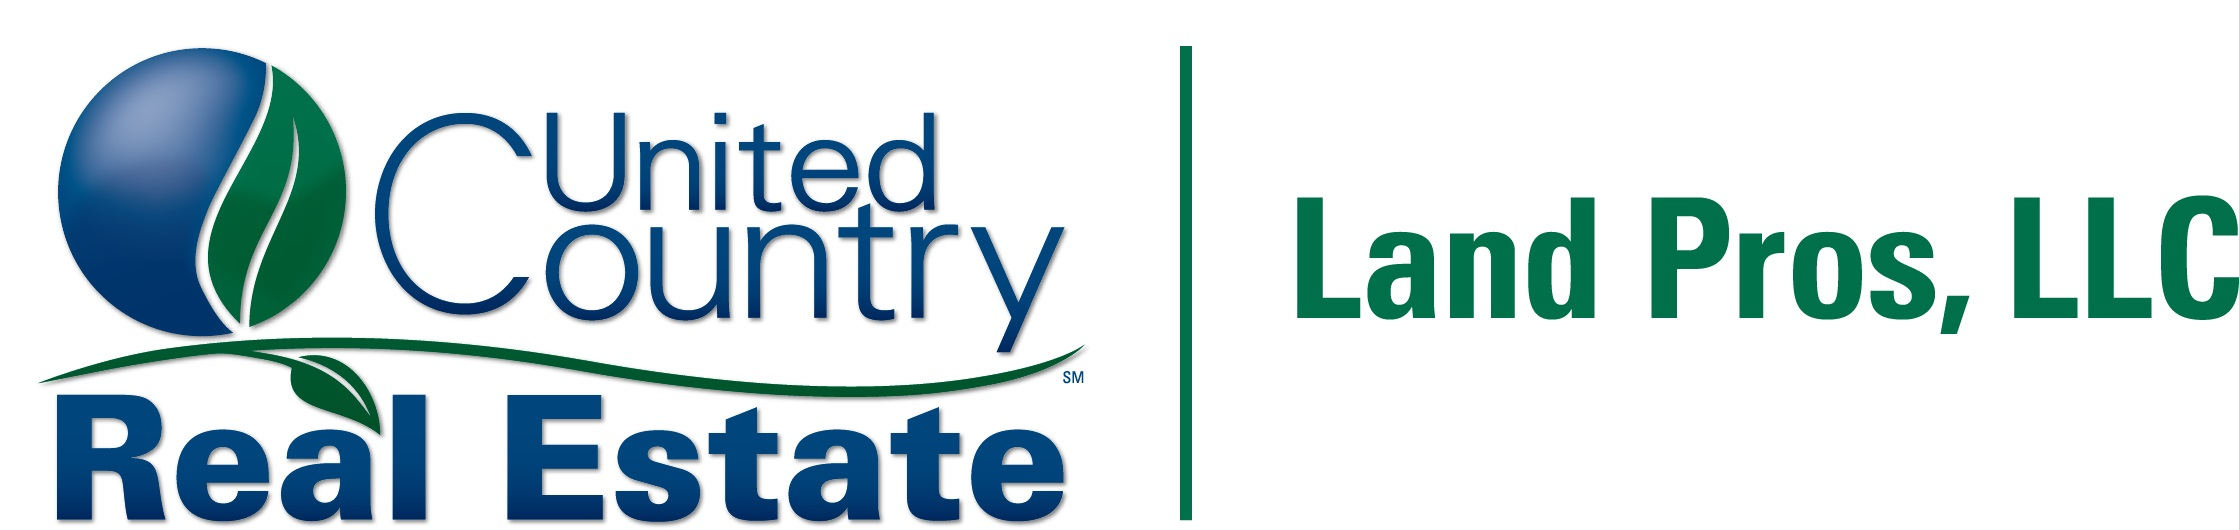 United
Country
SM
Real Estate
Land Pros, LLC